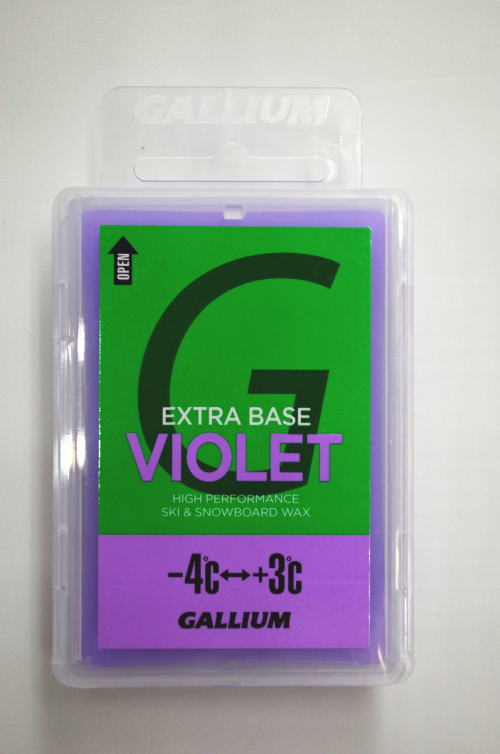 GALLIUM
OPEN
G
EXTRA BASE
VIOLET
HIGH PERFORMANCE
SKI & SNOWBOARD WAX
-4℃↔+3℃
GALLIUM